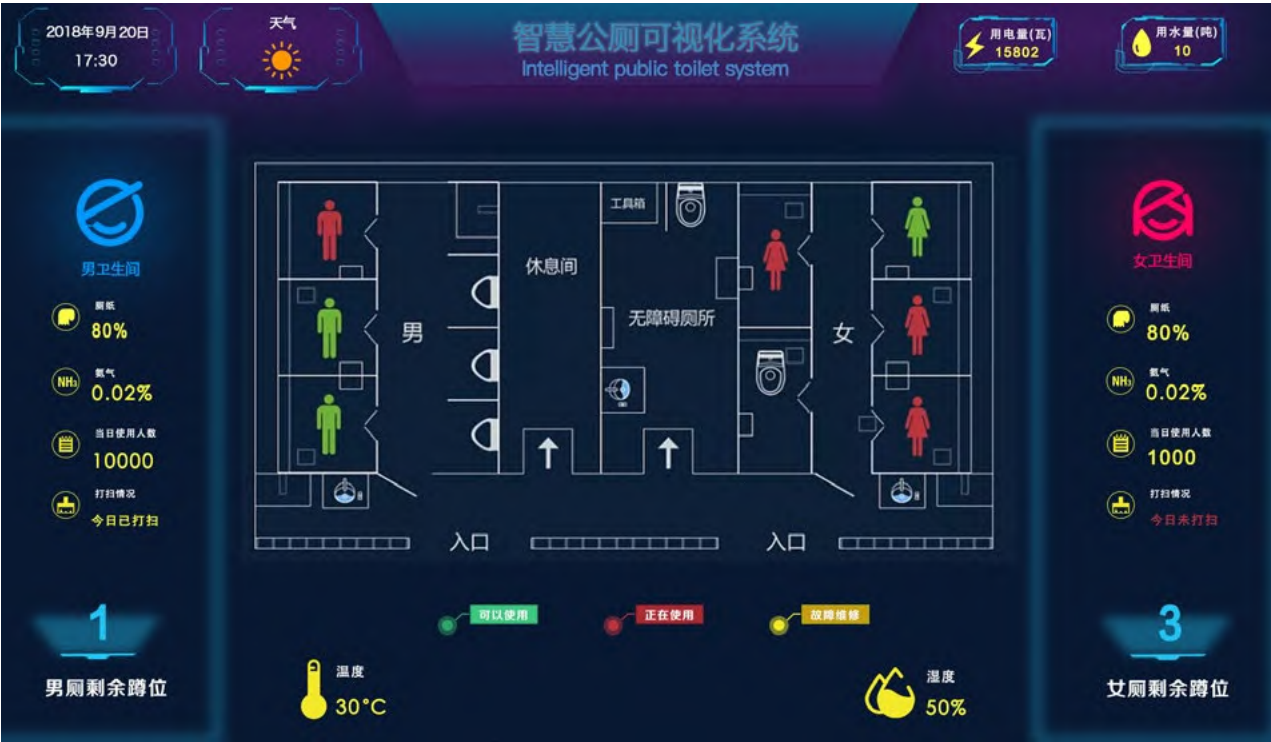 2018年9月20日
17:30
天气
智慧公厕可视化系统
Intelligent public toilet system
用电量(瓦)
15802
用水量(吨)
10
男卫生间
厕纸
80%
NH₃
氨气
0.02%
当日使用人数
10000
打扫情况
今日已打扫
1
男厕剩余蹲位
工具箱
休息间
无障碍厕所
男
女
入口
入口
可以使用
正在使用
故障维修
温度
30°C
湿度
50%
女卫生间
厕纸
80%
NH₃
氨气
0.02%
当日使用人数
1000
打扫情况
今日未打扫
3
女厕剩余蹲位